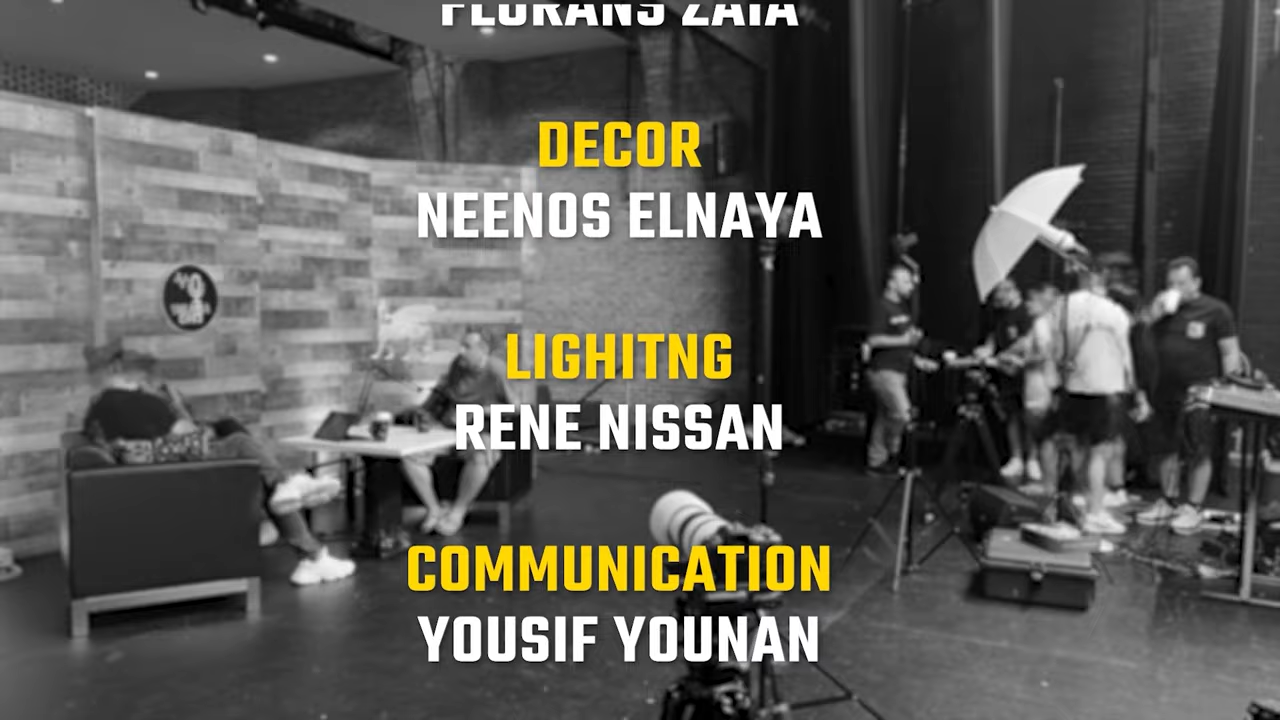 FLORANS ZAIA
DECOR
NEENOS ELNAYA
LIGHITNG
RENE NISSAN
COMMUNICATION
YOUSIF YOUNAN